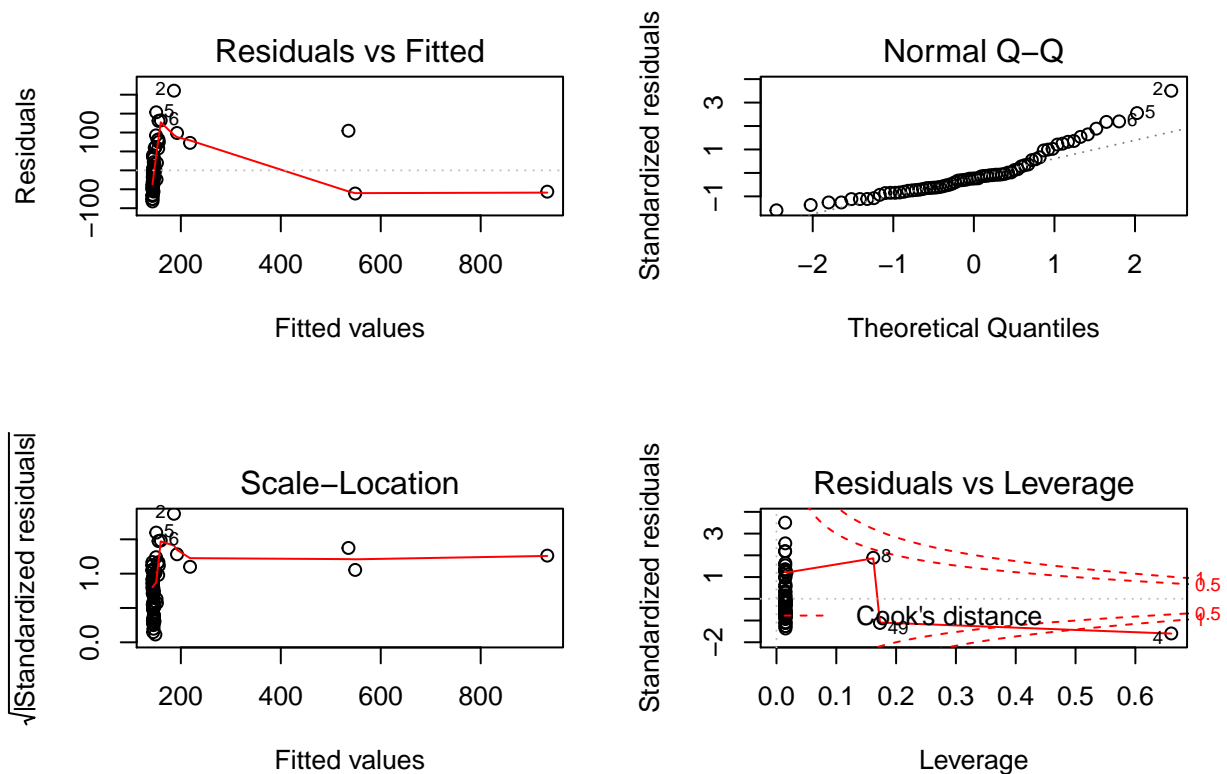 Residuals vs Fitted
Residuals
−100 100
200 400 600 800
Fitted values
2
5
16
Normal Q−Q
Standardized residuals
−1 1 3
−2 −1 0 1 2
Theoretical Quantiles
2
5
6
Scale−Location
√|Standardized residuals|
0.0 1.0
200 400 600 800
Fitted values
2
5
16
Residuals vs Leverage
Standardized residuals
−2 1 3
0.0 0.1 0.2 0.3 0.4 0.5 0.6
Leverage
Cook's distance
8
49
4
1
0.5
0.5
1